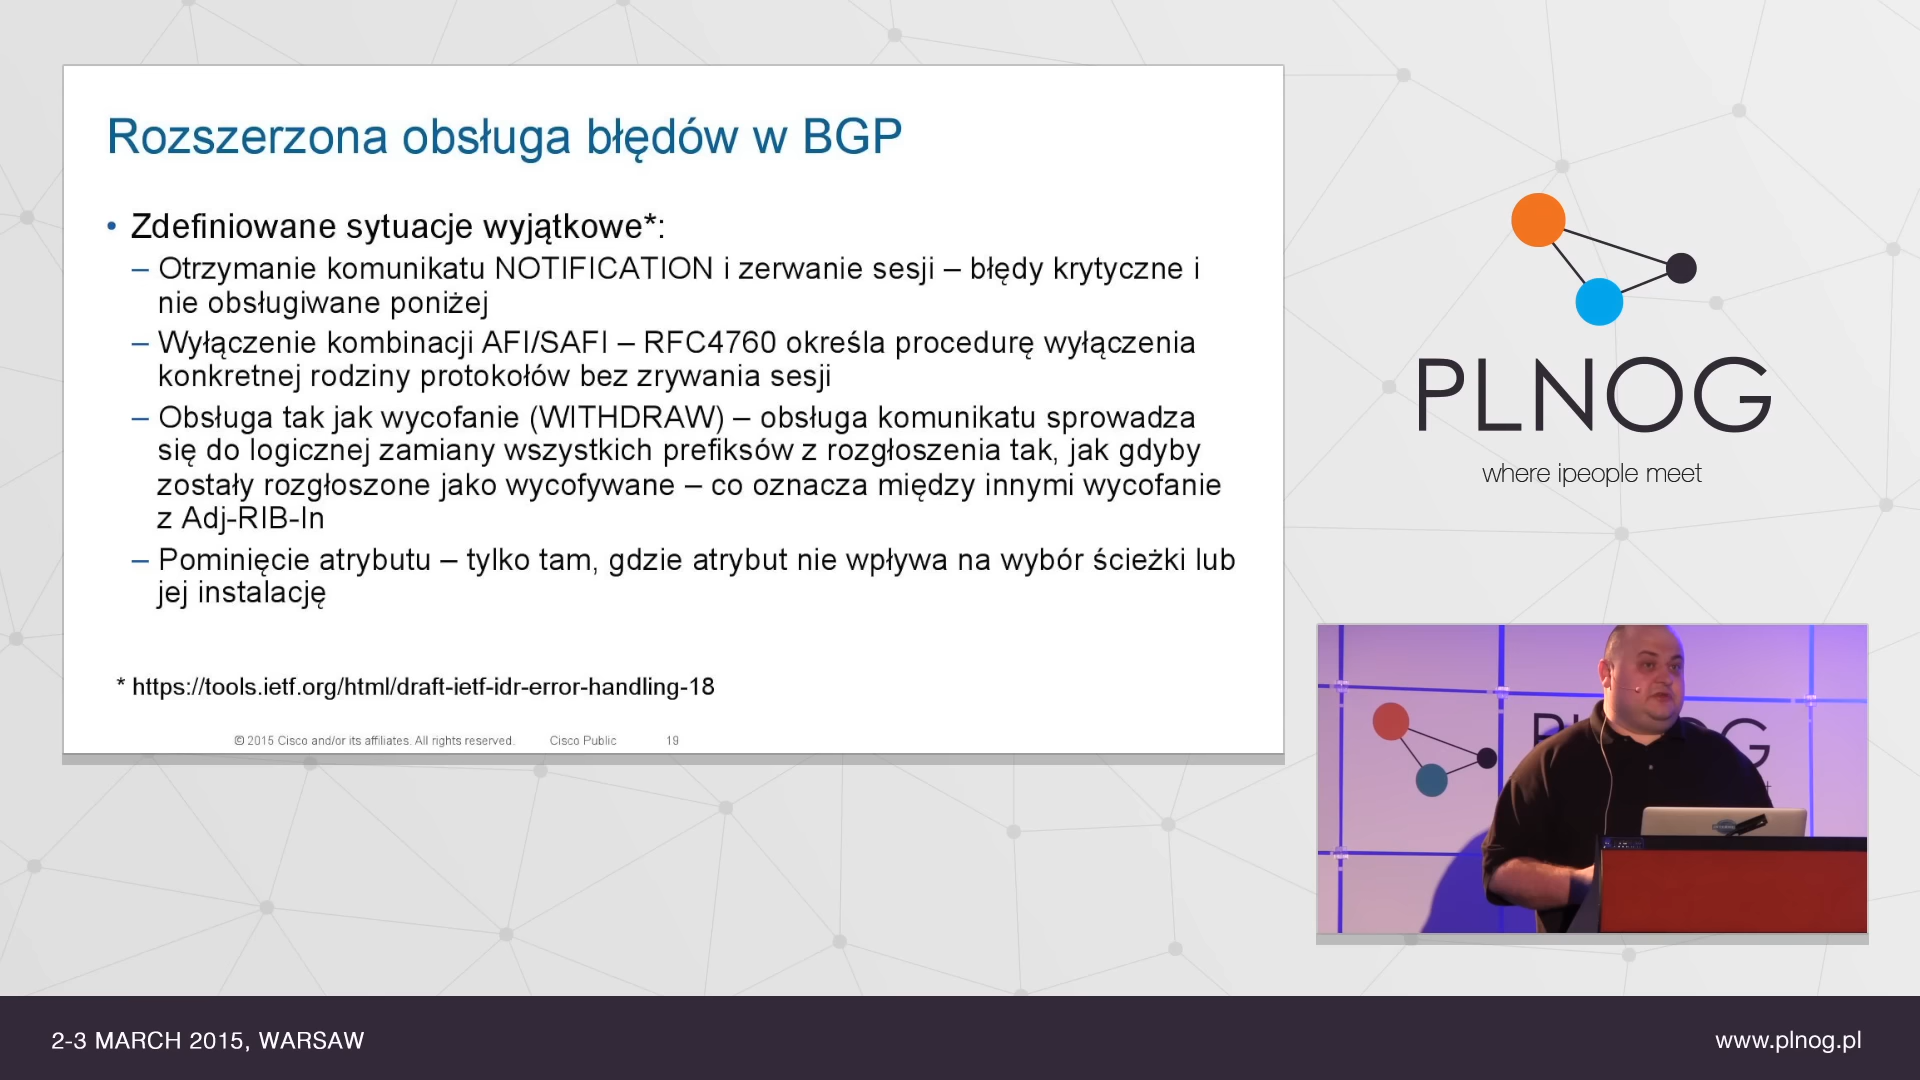 Rozszerzona obsługa błędów w BGP
• Zdefiniowane sytuacje wyjątkowe*:
– Otrzymanie komunikatu NOTIFICATION i zerwanie sesji – błędy krytyczne i
nie obsługiwane poniżej
– Wyłączenie kombinacji AFI/SAFI – RFC4760 określa procedurę wyłączenia
konkretnej rodziny protokołów bez zrywania sesji
– Obsługa tak jak wycofanie (WITHDRAW) – obsługa komunikatu sprowadza
się do logicznej zamiany wszystkich prefiksów z rozgłoszenia tak, jak gdyby
zostały rozgłoszone jako wycofywane – co oznacza między innymi wycofanie
z Adj-RIB-In
– Pominięcie atrybutu – tylko tam, gdzie atrybut nie wpływa na wybór ścieżki lub
jej instalację
* https://tools.ietf.org/html/draft-ietf-idr-error-handling-18
© 2015 Cisco and/or its affiliates. All rights reserved. Cisco Public 19
PLNOG
where ipeople meet
2-3 MARCH 2015, WARSAW
www.plnog.pl